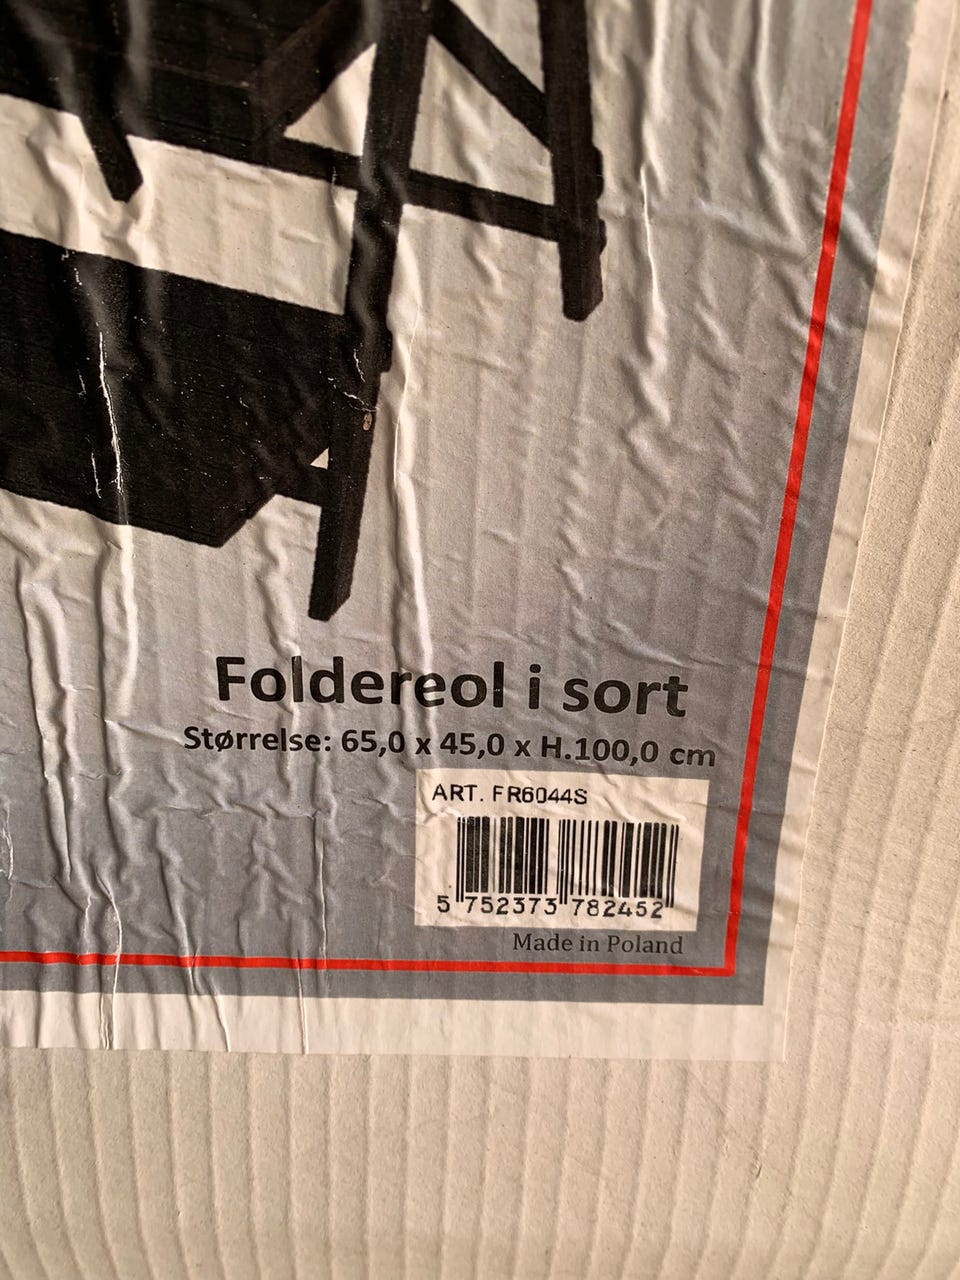 Foldereol i sort
Størrelse: 65,0 x 45,0 x H.100,0 cm
ART. FR6044S
5 752373 782452
Made in Poland